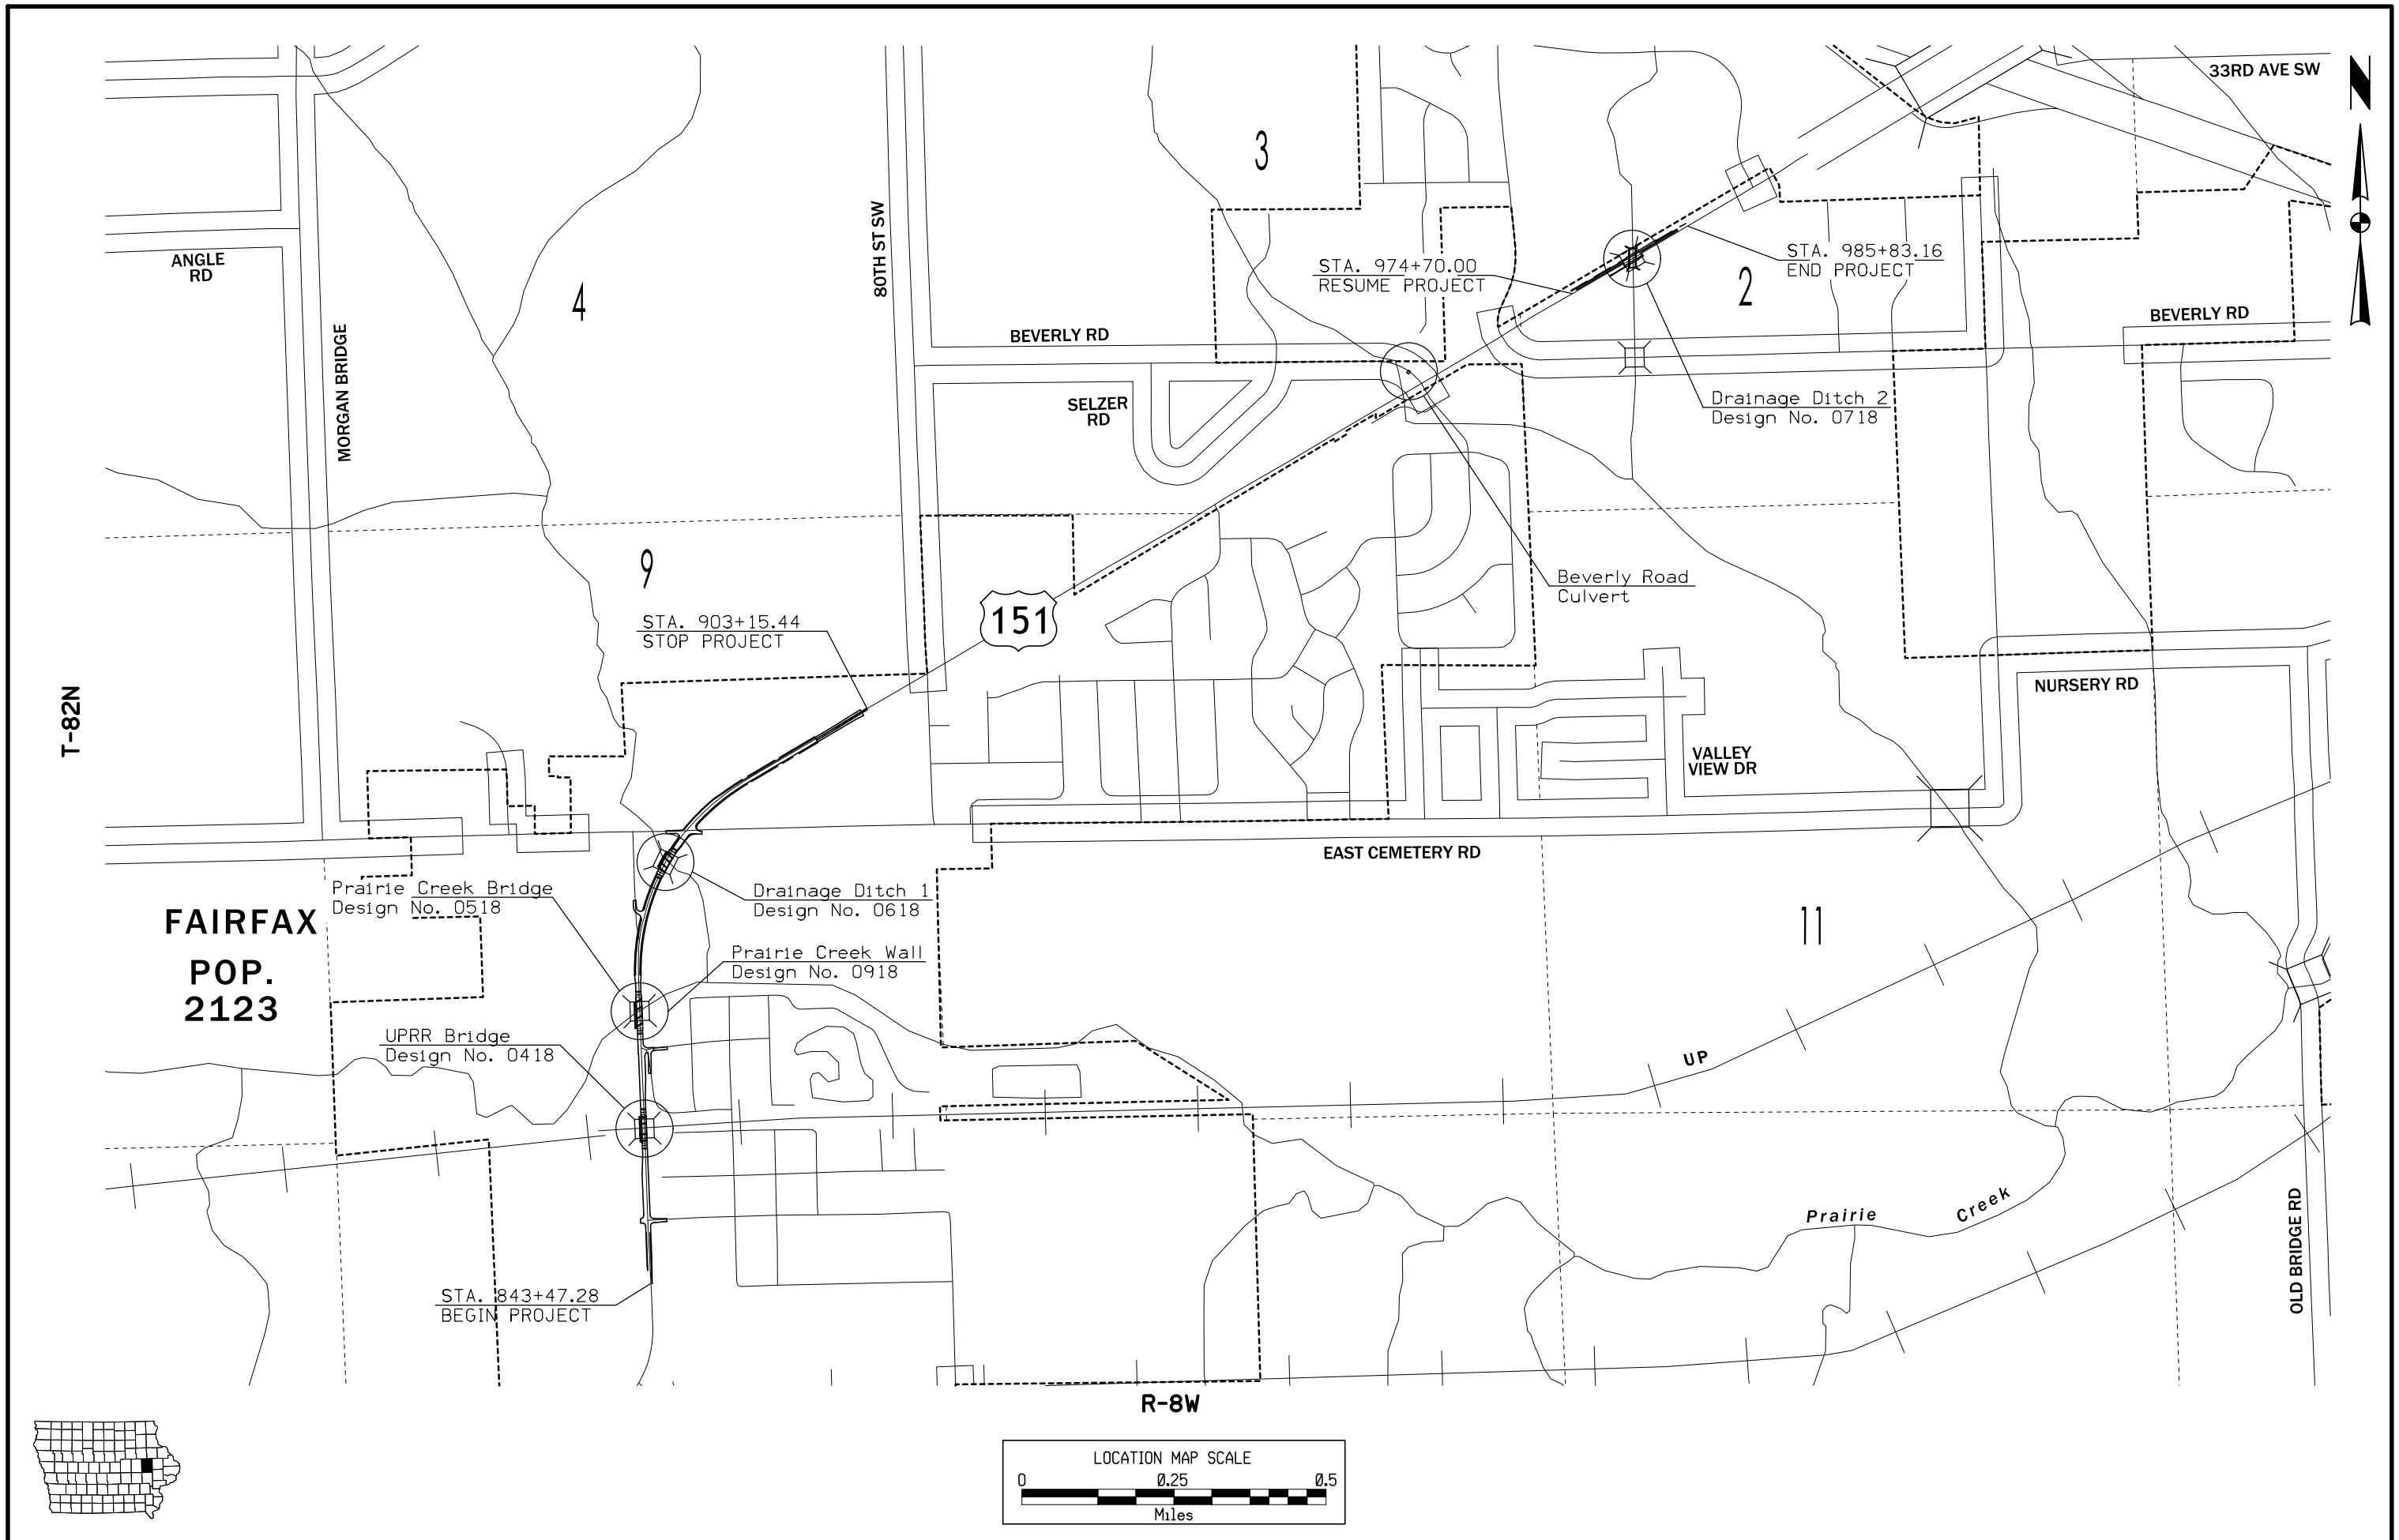 33RD AVE SW
N
3
80TH ST SW
ANGLE
RD
4
MORGAN BRIDGE
STA. 974+70.00
RESUME PROJECT
STA. 985+83.16
END PROJECT
2
BEVERLY RD
BEVERLY RD
SELZER
RD
Drainage Ditch 2
Design No. 0718
9
STA. 903+15.44
STOP PROJECT
151
Beverly Road
Culvert
T-82N
NURSERY RD
VALLEY
VIEW DR
EAST CEMETERY RD
Prairie Creek Bridge
Design No. 0518
Drainage Ditch 1
Design No. 0618
FAIRFAX
POP.
2123
Prairie Creek Wall
Design No. 0918
11
UPRR Bridge
Design No. 0418
UP
Prairie Creek
OLD BRIDGE RD
STA. 843+47.28
BEGIN PROJECT
R-8W
LOCATION MAP SCALE
0 0.25 0.5
Miles